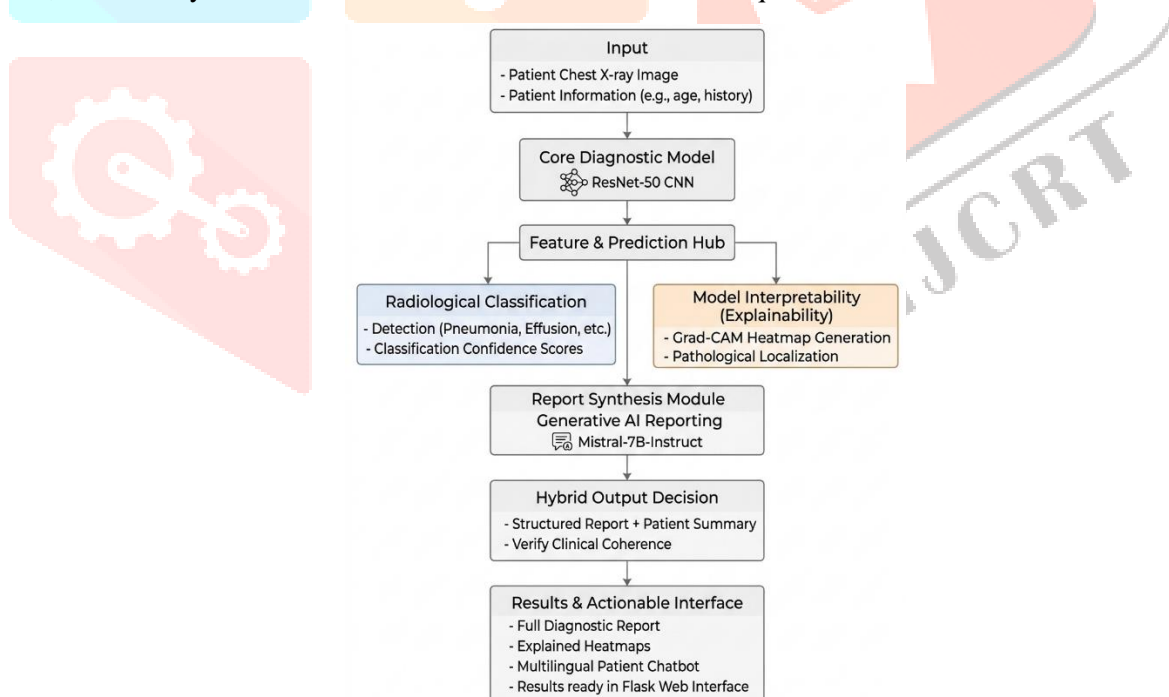 Input
- Patient Chest X-ray Image
- Patient Information (e.g., age, history)
Core Diagnostic Model
ResNet-50 CNN
Feature & Prediction Hub
Radiological Classification
- Detection (Pneumonia, Effusion, etc.)
- Classification Confidence Scores
Model Interpretability
(Explainability)
- Grad-CAM Heatmap Generation
- Pathological Localization
Report Synthesis Module
Generative AI Reporting
Mistral-7B-Instruct
Hybrid Output Decision
- Structured Report + Patient Summary
- Verify Clinical Coherence
Results & Actionable Interface
- Full Diagnostic Report
- Explained Heatmaps
- Multilingual Patient Chatbot
- Results ready in Flask Web Interface
JCRT